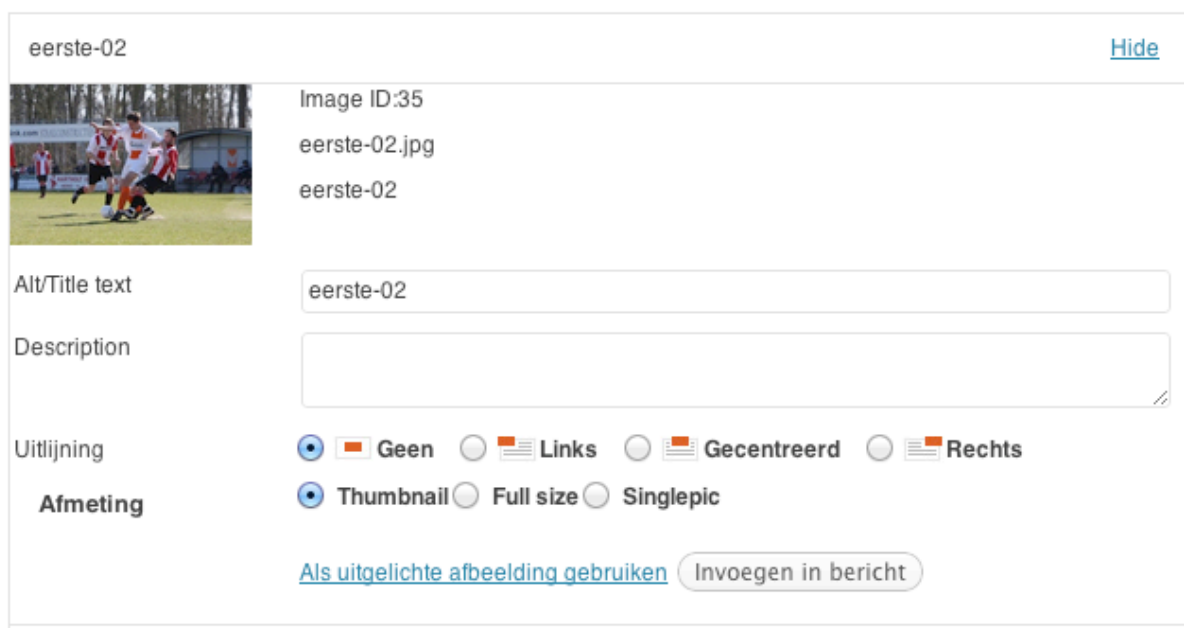 eerste-02 Hide
Image ID:35
eerste-02.jpg
eerste-02
Alt/Title text eerste-02
Description
Uitlijning Geen Links Gecentreerd Rechts
Afmeting Thumbnail Full size Singlepic
Als uitgelichte afbeelding gebruiken Invoegen in bericht